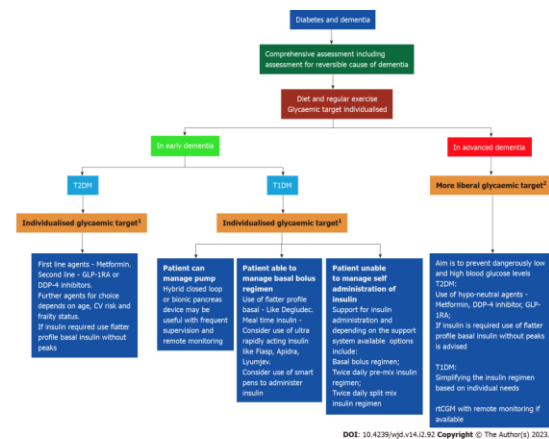 Diabetes and dementia
Comprehensive assessment including
assessment for reversible cause of dementia
Diet and regular exercise
Glycaemic target individualised
In early dementia
In advanced dementia
T2DM
T1DM
More liberal glycaemic target²
Individualised glycaemic target¹
Individualised glycaemic target¹
First line agents - Metformin.
Second line - GLP-1RA or
DDP-4 inhibitors.
Further agents for choice
depends on age, CV risk and
frailty status.
If insulin required use flatter
profile basal insulin without
peaks
Patient can
manage pump
Hybrid closed loop
or bionic pancreas
device may be
useful with frequent
supervision and
remote monitoring
Patient able to
manage basal bolus
regimen
Use of flatter profile
basal - Like Degludec.
Meal time insulin -
Consider use of ultra
rapidly acting insulin
like Fiasp, Apidra,
Lyumjev.
Consider use of smart
pens to administer
insulin
Patient unable
to manage self
administration of
insulin
Support for insulin
administration and
depending on the support
system available options
include:
Basal bolus regimen;
Twice daily pre-mix insulin
regimen;
Twice daily split mix
insulin regimen
Aim is to prevent dangerously low
and high blood glucose levels
T2DM:
Use of hypo-neutral agents -
Metformin, DDP-4 inhibitor, GLP-
1RA;
If insulin is required use of flatter
profile basal insulin without peaks
is advised
T1DM:
Simplifying the insulin regimen
based on individual needs
rtCGM with remote monitoring if
available
DOI: 10.4239/wjd.v14.i2.92 Copyright © The Author(s) 2023.